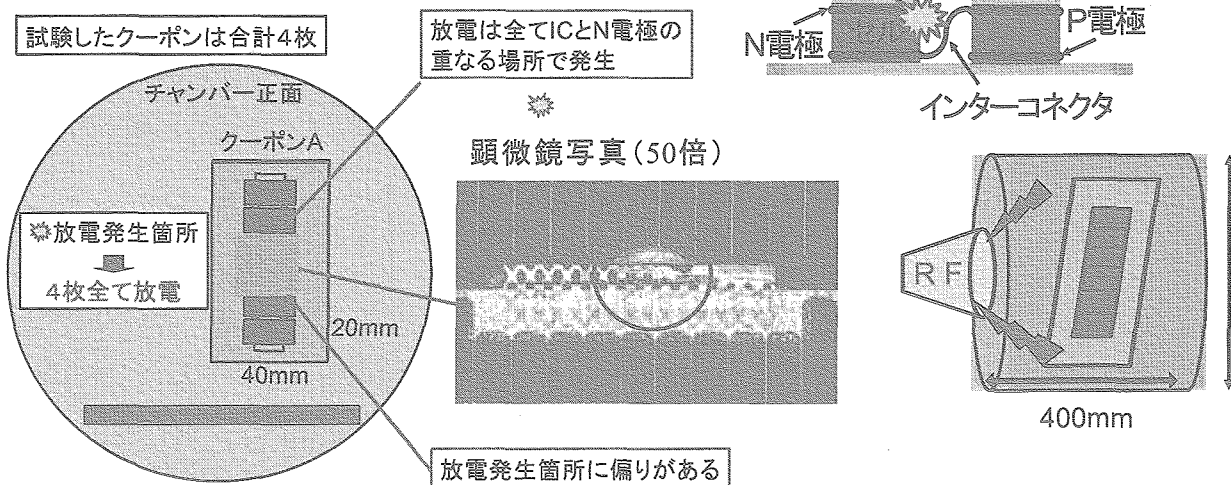 試験したクーポンは合計4枚
放電は全てICとN電極の
重なる場所で発生
N電極
P電極
インターコネクタ
チャンバー正面
クーポンA
顕微鏡写真(50倍)
放電発生箇所
4枚全て放電
20mm
40mm
RF
400mm
放電発生箇所に偏りがある